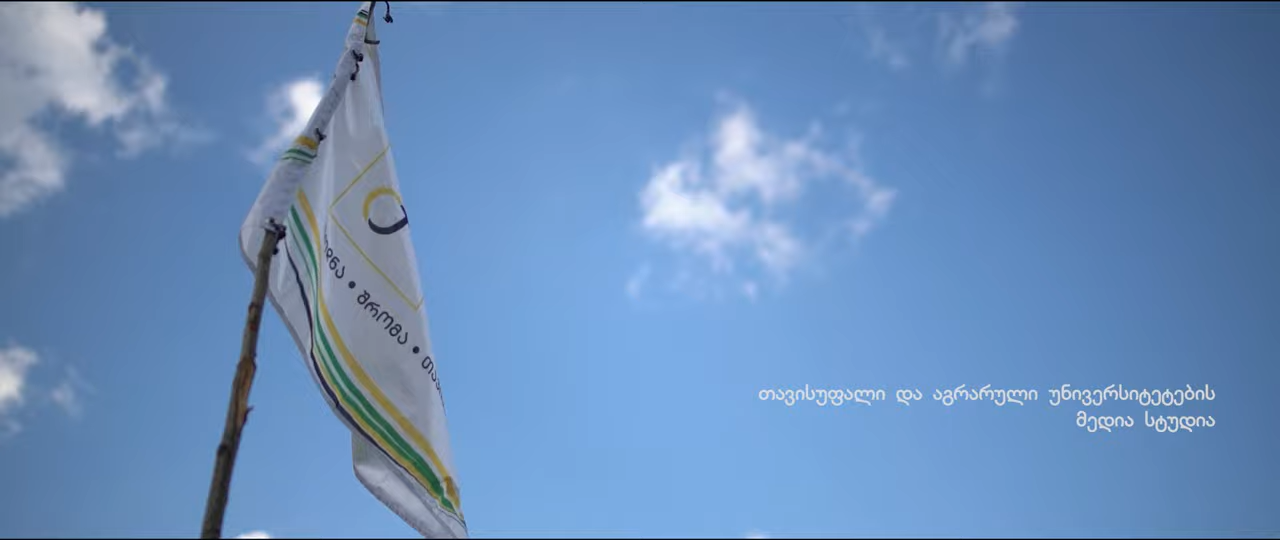 შრომა
თავისუფალი და აგრარული უნივერსიტეტების
მედია სტუდია